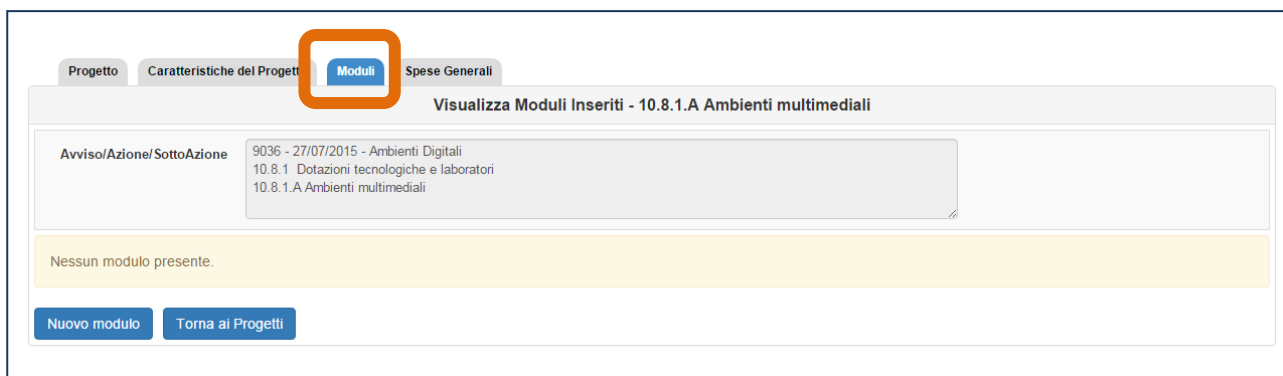 Progetto Caratteristiche del Progett Moduli Spese Generali
Visualizza Moduli Inseriti - 10.8.1.A Ambienti multimediali
Avviso/Azione/SottoAzione
9036 - 27/07/2015 - Ambienti Digitali
10.8.1 Dotazioni tecnologiche e laboratori
10.8.1.A Ambienti multimediali
Nessun modulo presente.
Nuovo modulo Torna ai Progetti